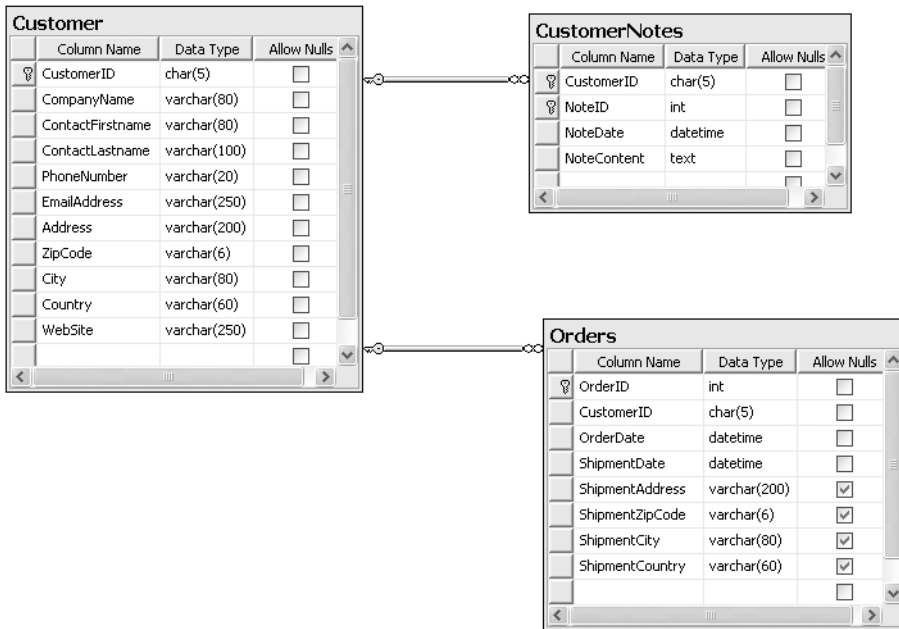 Customer
Column Name Data Type Allow Nulls
CustomerID char(5)
CompanyName varchar(80)
ContactFirstname varchar(80)
ContactLastname varchar(100)
PhoneNumber varchar(20)
EmailAddress varchar(250)
Address varchar(200)
ZipCode varchar(6)
City varchar(80)
Country varchar(60)
WebSite varchar(250)
CustomerNotes
Column Name Data Type Allow Nulls
CustomerID char(5)
NoteID int
NoteDate datetime
NoteContent text
Orders
Column Name Data Type Allow Nulls
OrderID int
CustomerID char(5)
OrderDate datetime
ShipmentDate datetime
ShipmentAddress varchar(200)
ShipmentZipCode varchar(6)
ShipmentCity varchar(80)
ShipmentCountry varchar(60)